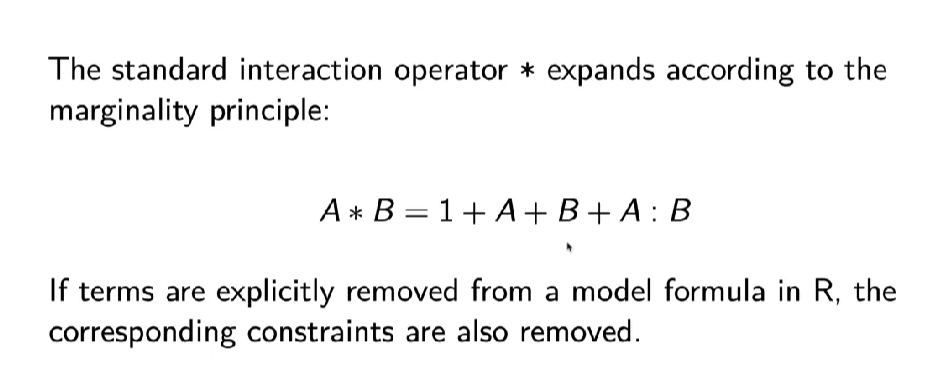 The standard interaction operator * expands according to the
marginality principle:
A * B = 1 + A + B + A : B
If terms are explicitly removed from a model formula in R, the
corresponding constraints are also removed.